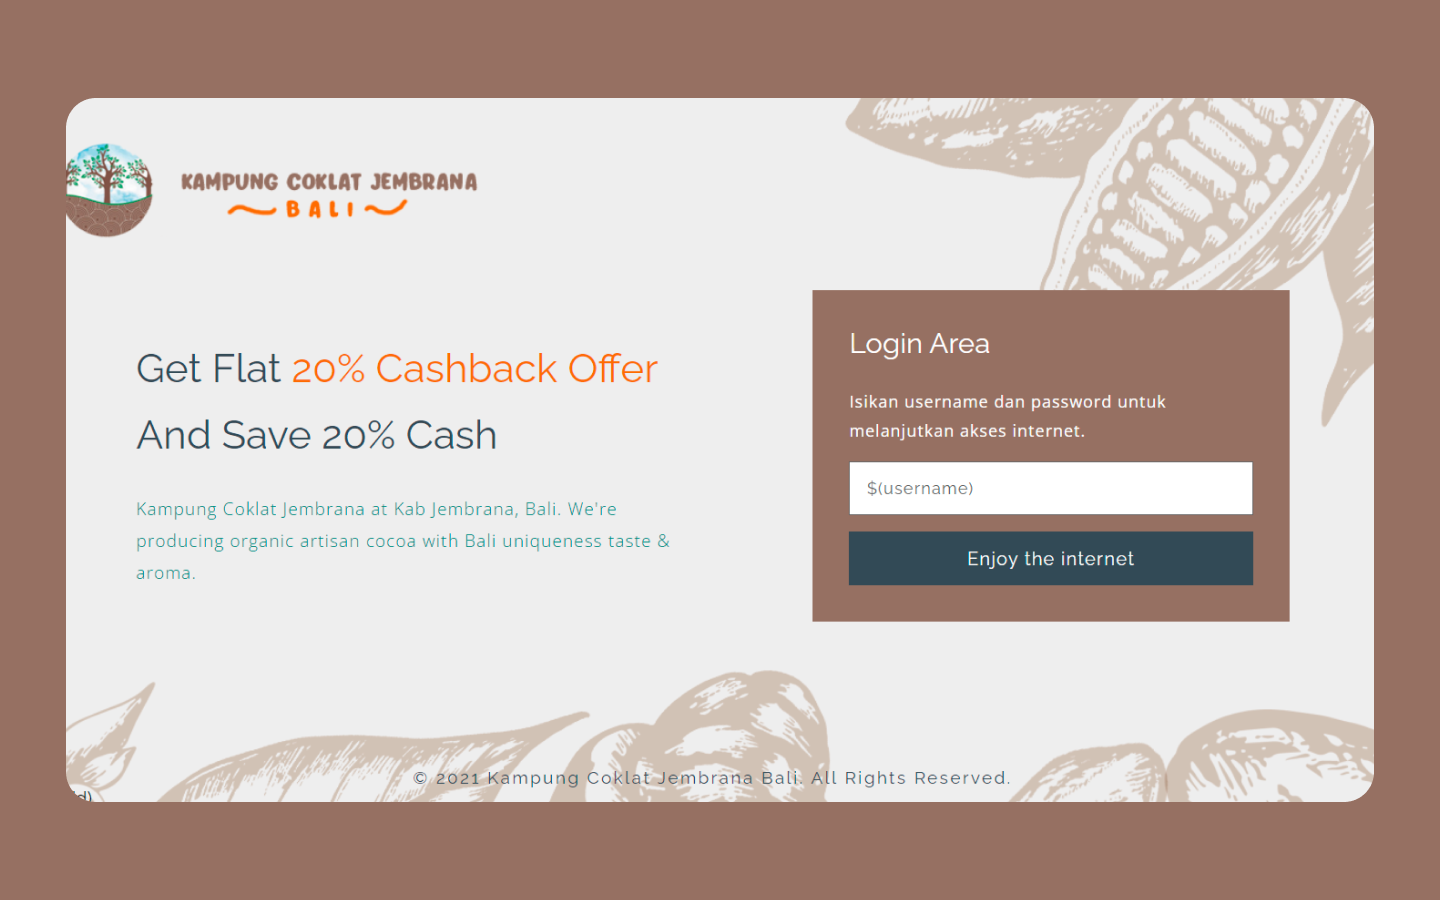 KAMPUNG COKLAT JEMBRANA
BALI
Get Flat 20% Cashback Offer
And Save 20% Cash
Kampung Coklat Jembrana at Kab Jembrana, Bali. We're
producing organic artisan cocoa with Bali uniqueness taste &
aroma.
Login Area
Isikan username dan password untuk
melanjutkan akses internet.
$(username)
Enjoy the internet
© 2021 Kampung Coklat Jembrana Bali. All Rights Reserved.